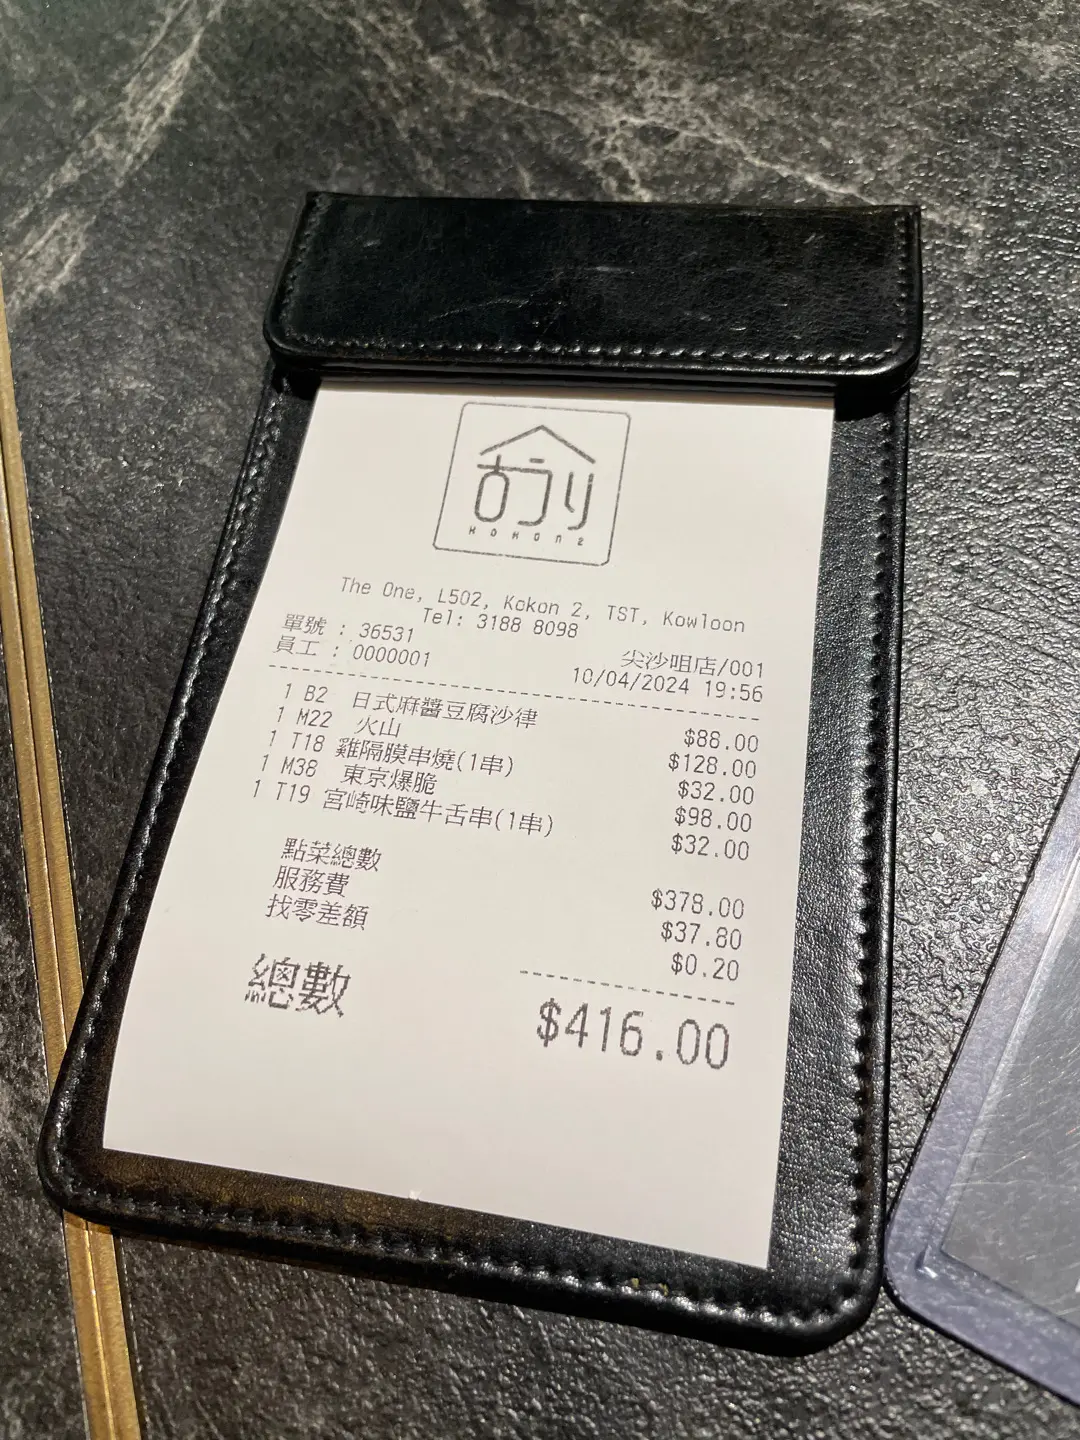 古うり
KOKON2
The One, L502, Kokon 2, TST, Kowloon
Tel: 3188 8098
單號 : 36531 尖沙咀店/001
員工 : 0000001 10/04/2024 19:56
1 B2 日式麻醬豆腐沙律 $88.00
1 M22 火山 $128.00
1 T18 雞隔膜串燒(1串) $32.00
1 M38 東京爆脆 $98.00
1 T19 宮崎味鹽牛舌串(1串) $32.00
點菜總數 $378.00
服務費 $37.80
找零差額 $0.20
總數 $416.00